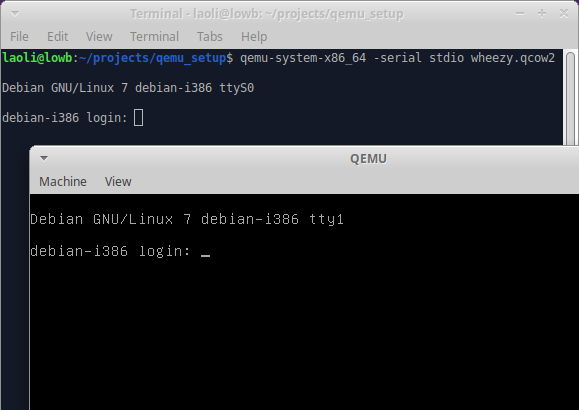 Terminal - laoli@lowb: ~/projects/qemu_setup
File Edit View Terminal Tabs Help
laoli@lowb:~/projects/qemu_setup$ qemu-system-x86_64 -serial stdio wheezy.qcow2
Debian GNU/Linux 7 debian-i386 ttyS0
debian-i386 login:
QEMU
Machine View
Debian GNU/Linux 7 debian-i386 tty1
debian-i386 login: _